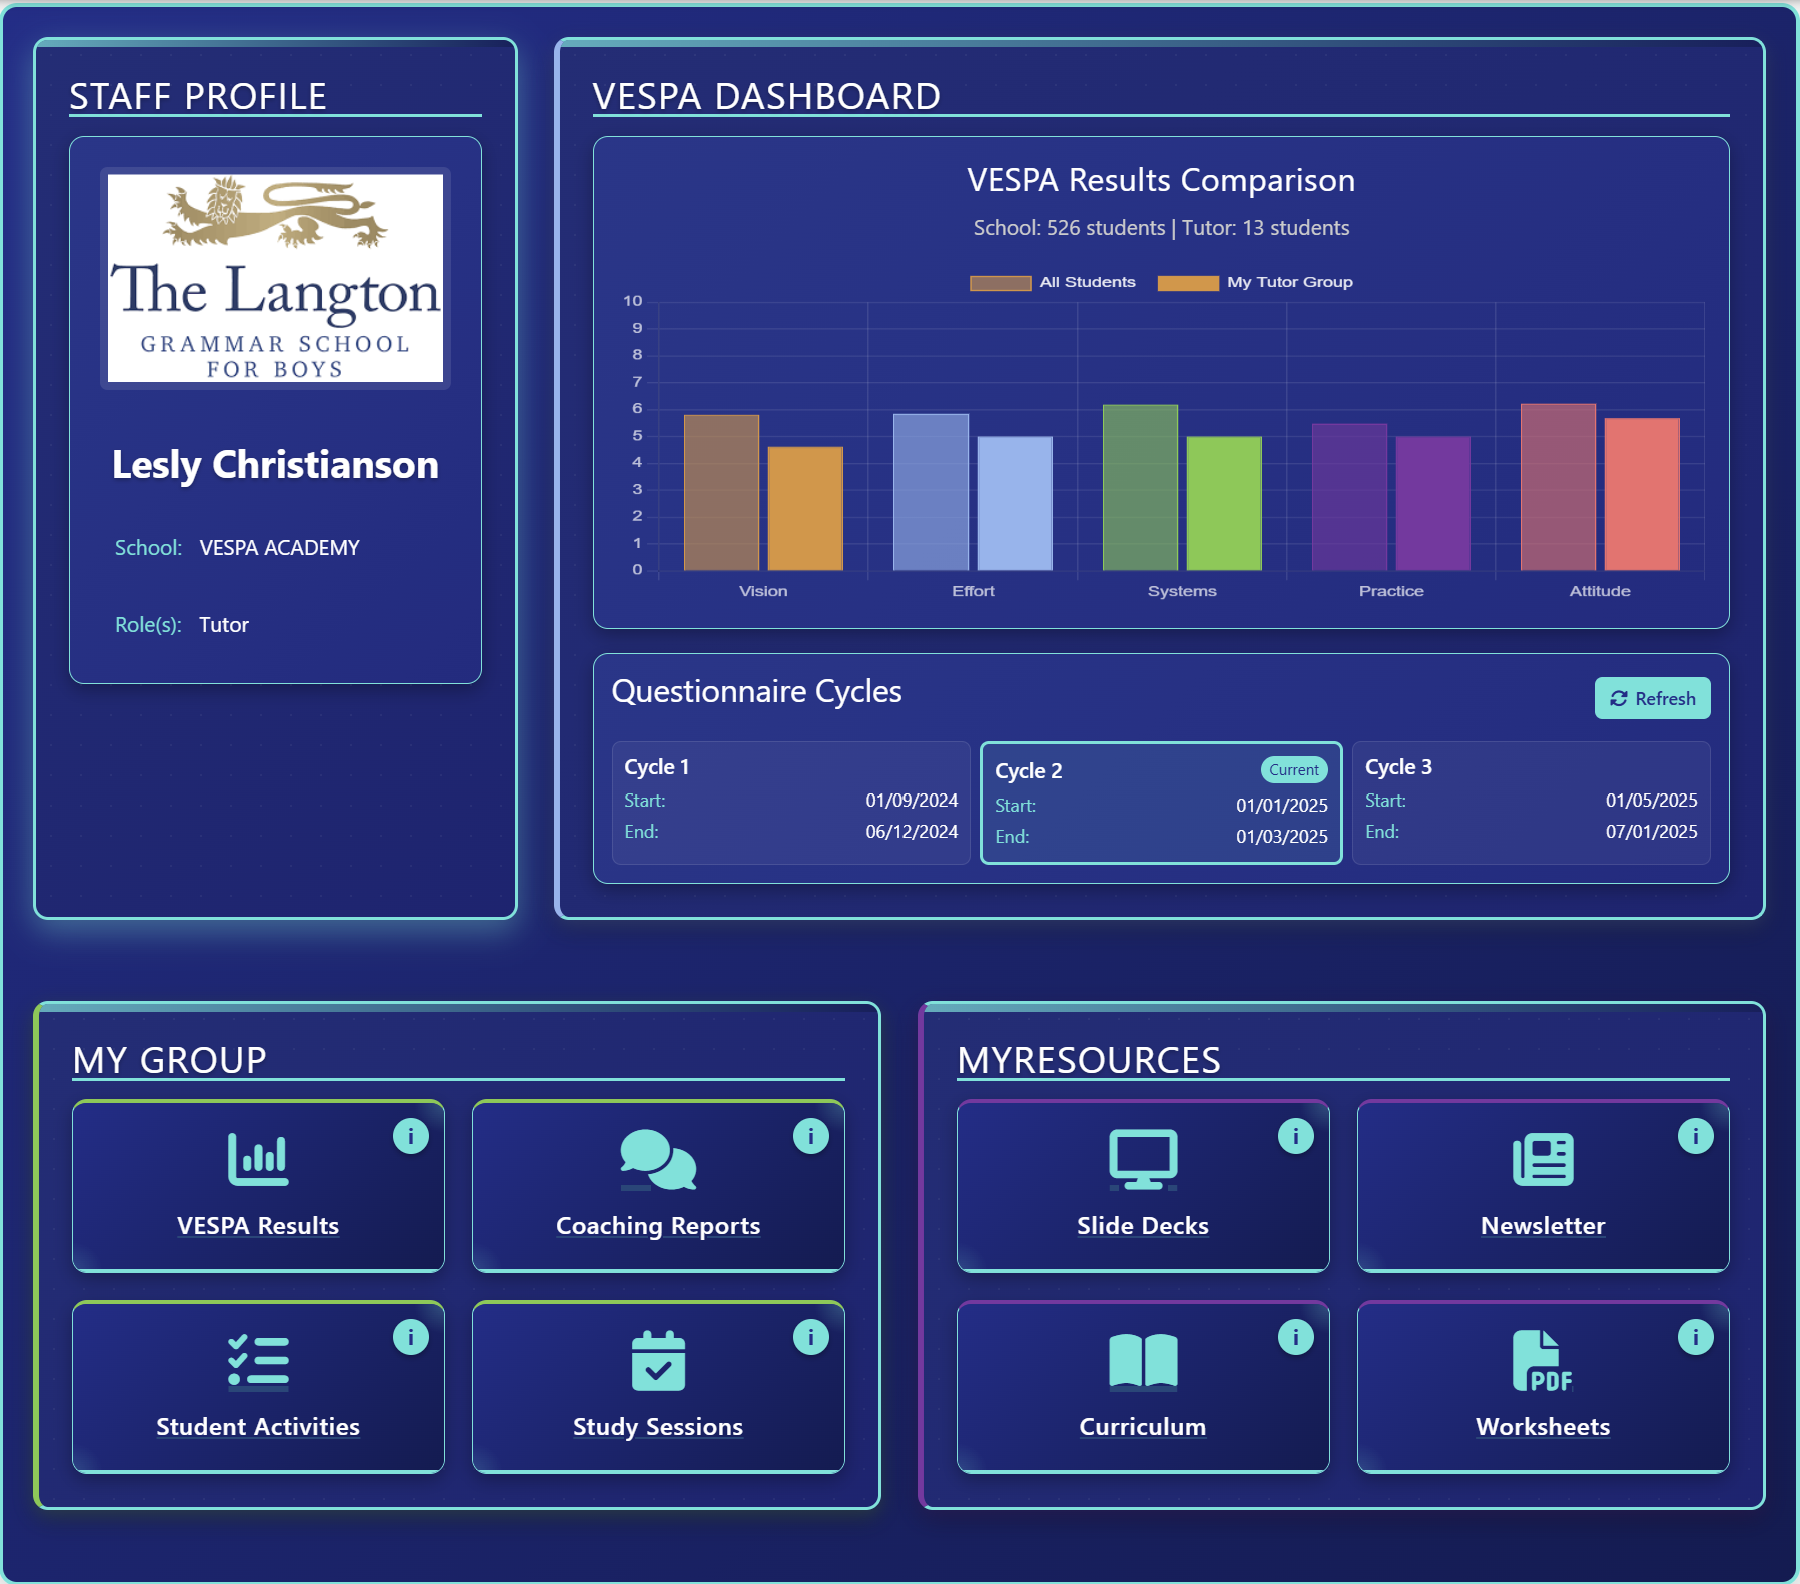 STAFF PROFILE
The Langton
GRAMMAR SCHOOL
FOR BOYS
Lesly Christianson
School: VESPA ACADEMY
Role(s): Tutor
VESPA DASHBOARD
VESPA Results Comparison
School: 526 students | Tutor: 13 students
All Students My Tutor Group
10
9
8
7
6
5
4
3
2
1
0
Vision Effort Systems Practice Attitude
Questionnaire Cycles
Refresh
Cycle 1
Start: 01/09/2024
End: 06/12/2024
Cycle 2 Current
Start: 01/01/2025
End: 01/03/2025
Cycle 3
Start: 01/05/2025
End: 07/01/2025
MY GROUP
i
VESPA Results
i
Coaching Reports
i
Student Activities
i
Study Sessions
MYRESOURCES
i
Slide Decks
i
Newsletter
i
Curriculum
i
PDF
Worksheets